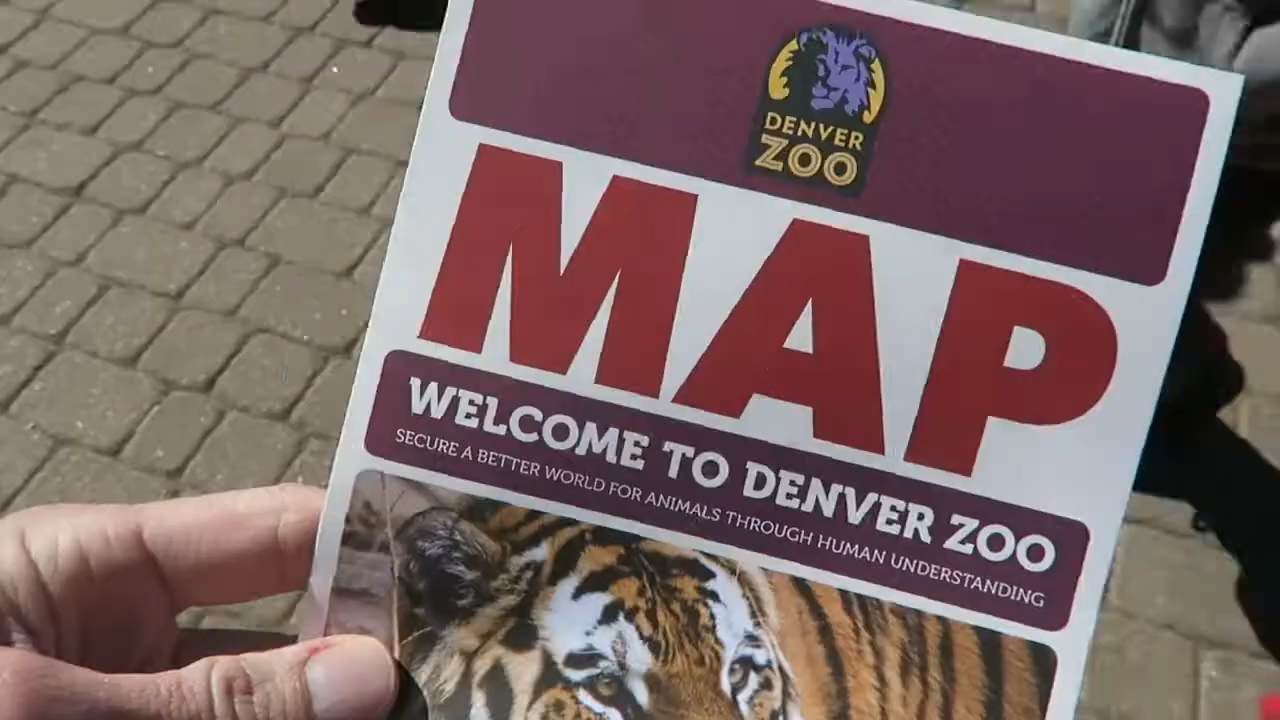 DENVER
ZOO
MAP
WELCOME TO DENVER ZOO
SECURE A BETTER WORLD FOR ANIMALS THROUGH HUMAN UNDERSTANDING